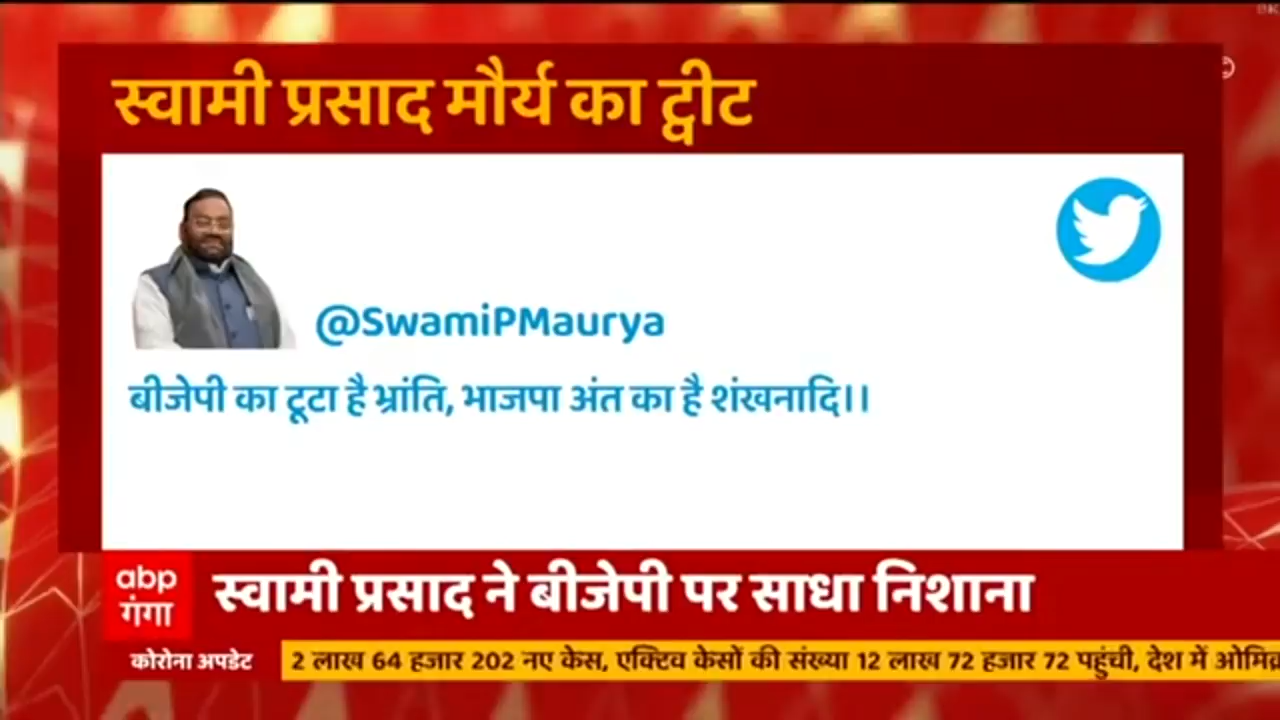 स्वामी प्रसाद मौर्य का ट्वीट
@SwamiPMaurya
बीजेपी का टूटा है भ्रांति, भाजपा अंत का है शंखनादि।।
abp
गंगा
स्वामी प्रसाद ने बीजेपी पर साधा निशाना
कोरोना अपडेट
2 लाख 64 हजार 202 नए केस, एक्टिव केसों की संख्या 12 लाख 72 हजार 72 पहुंची, देश में